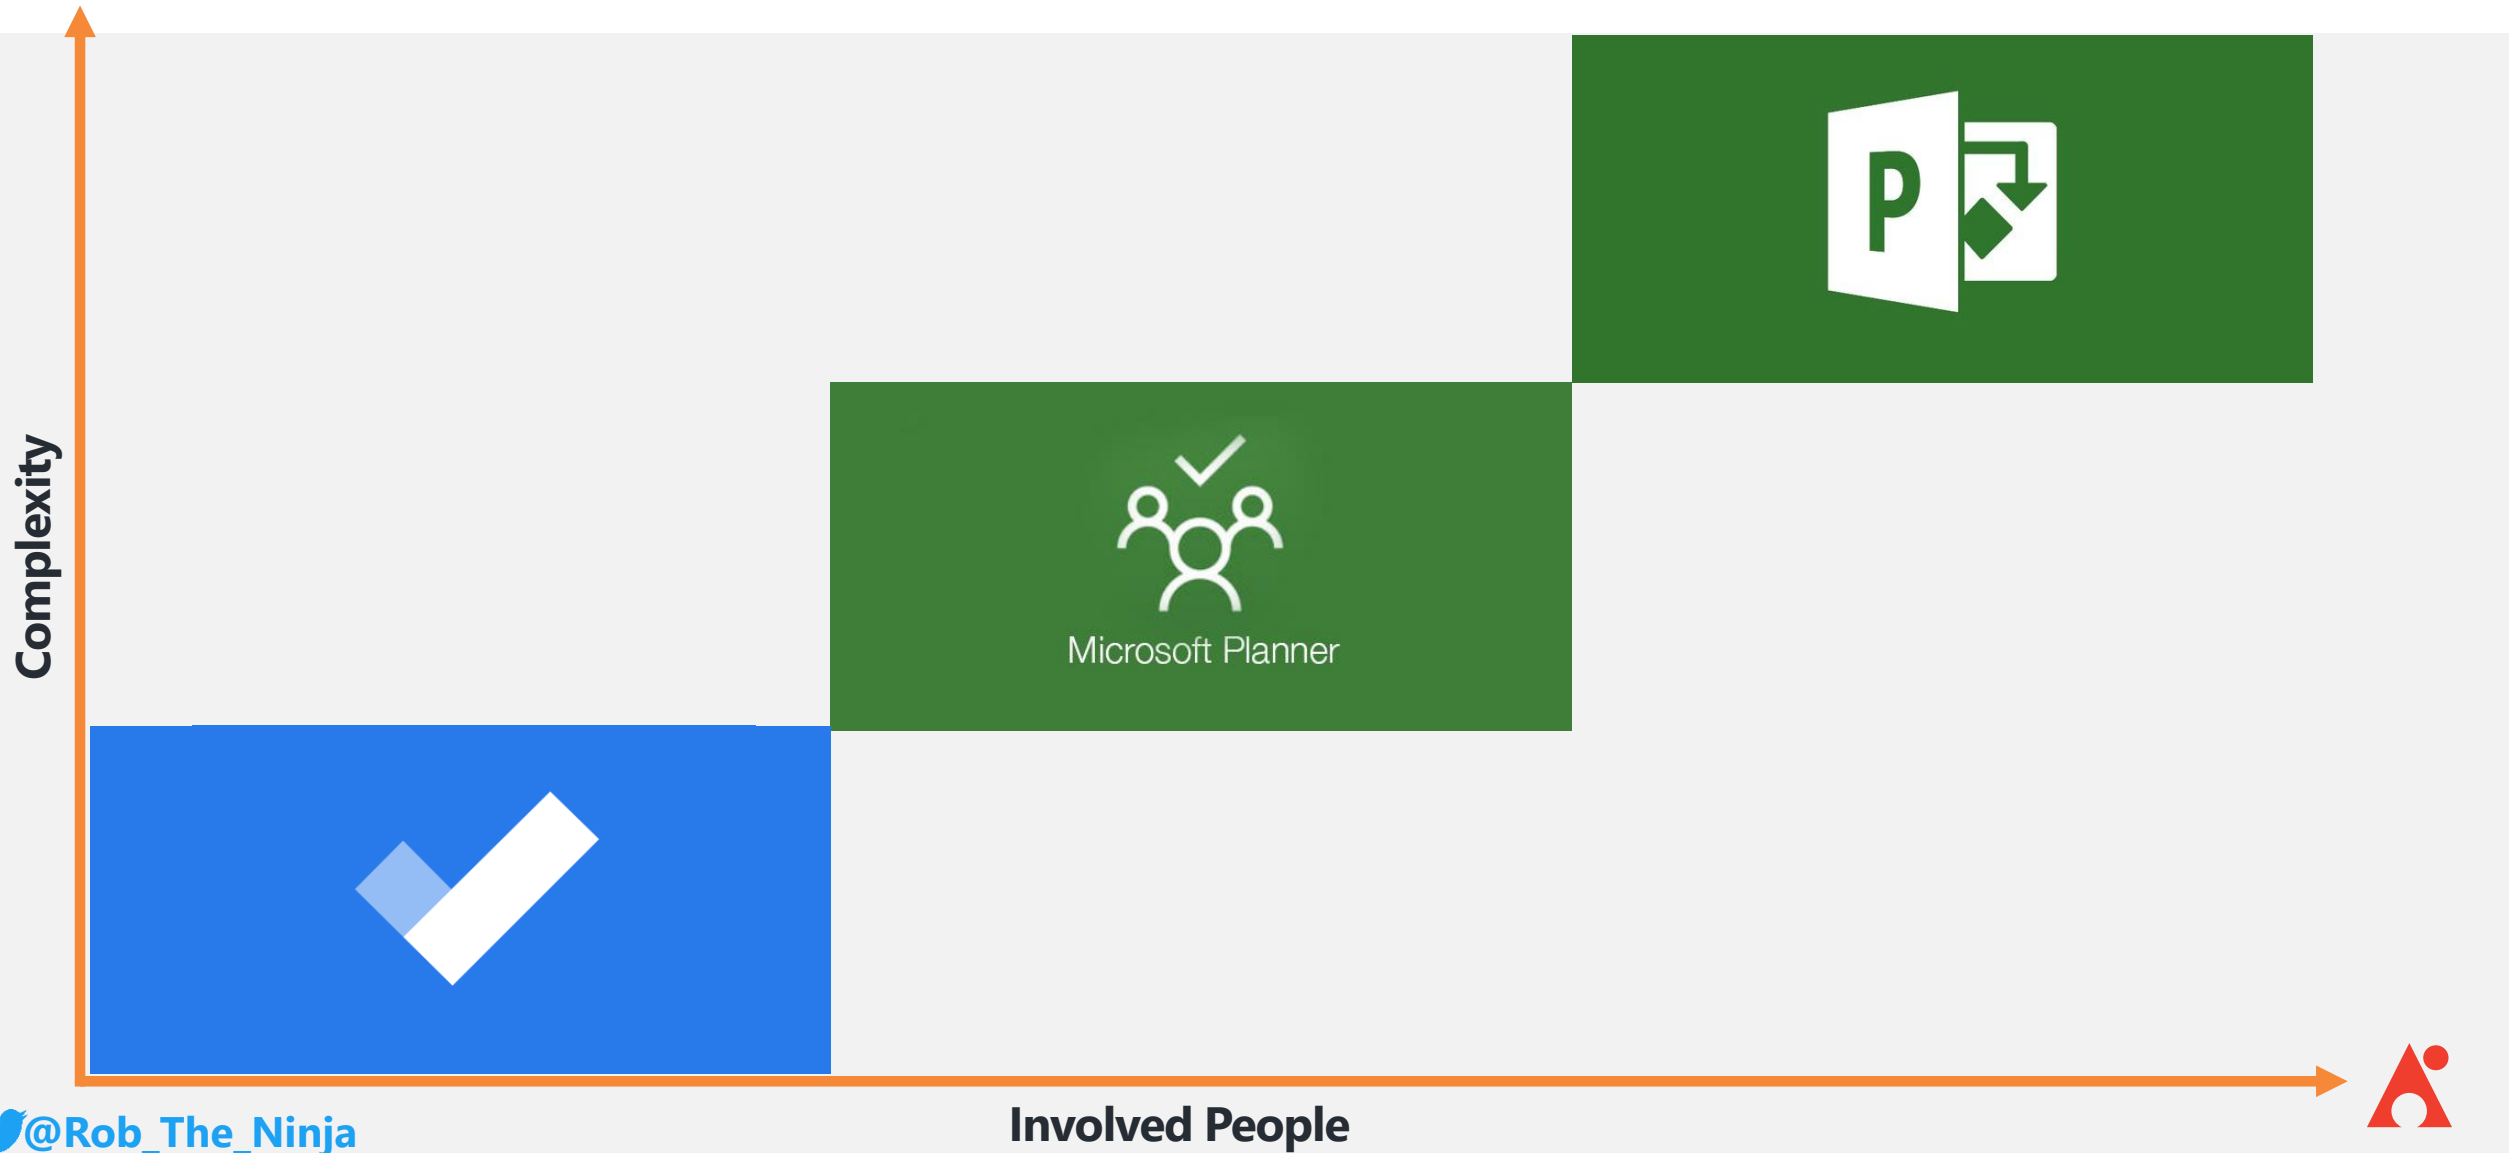 P
Complexity
Microsoft Planner
Involved People
@Rob_The_Ninja